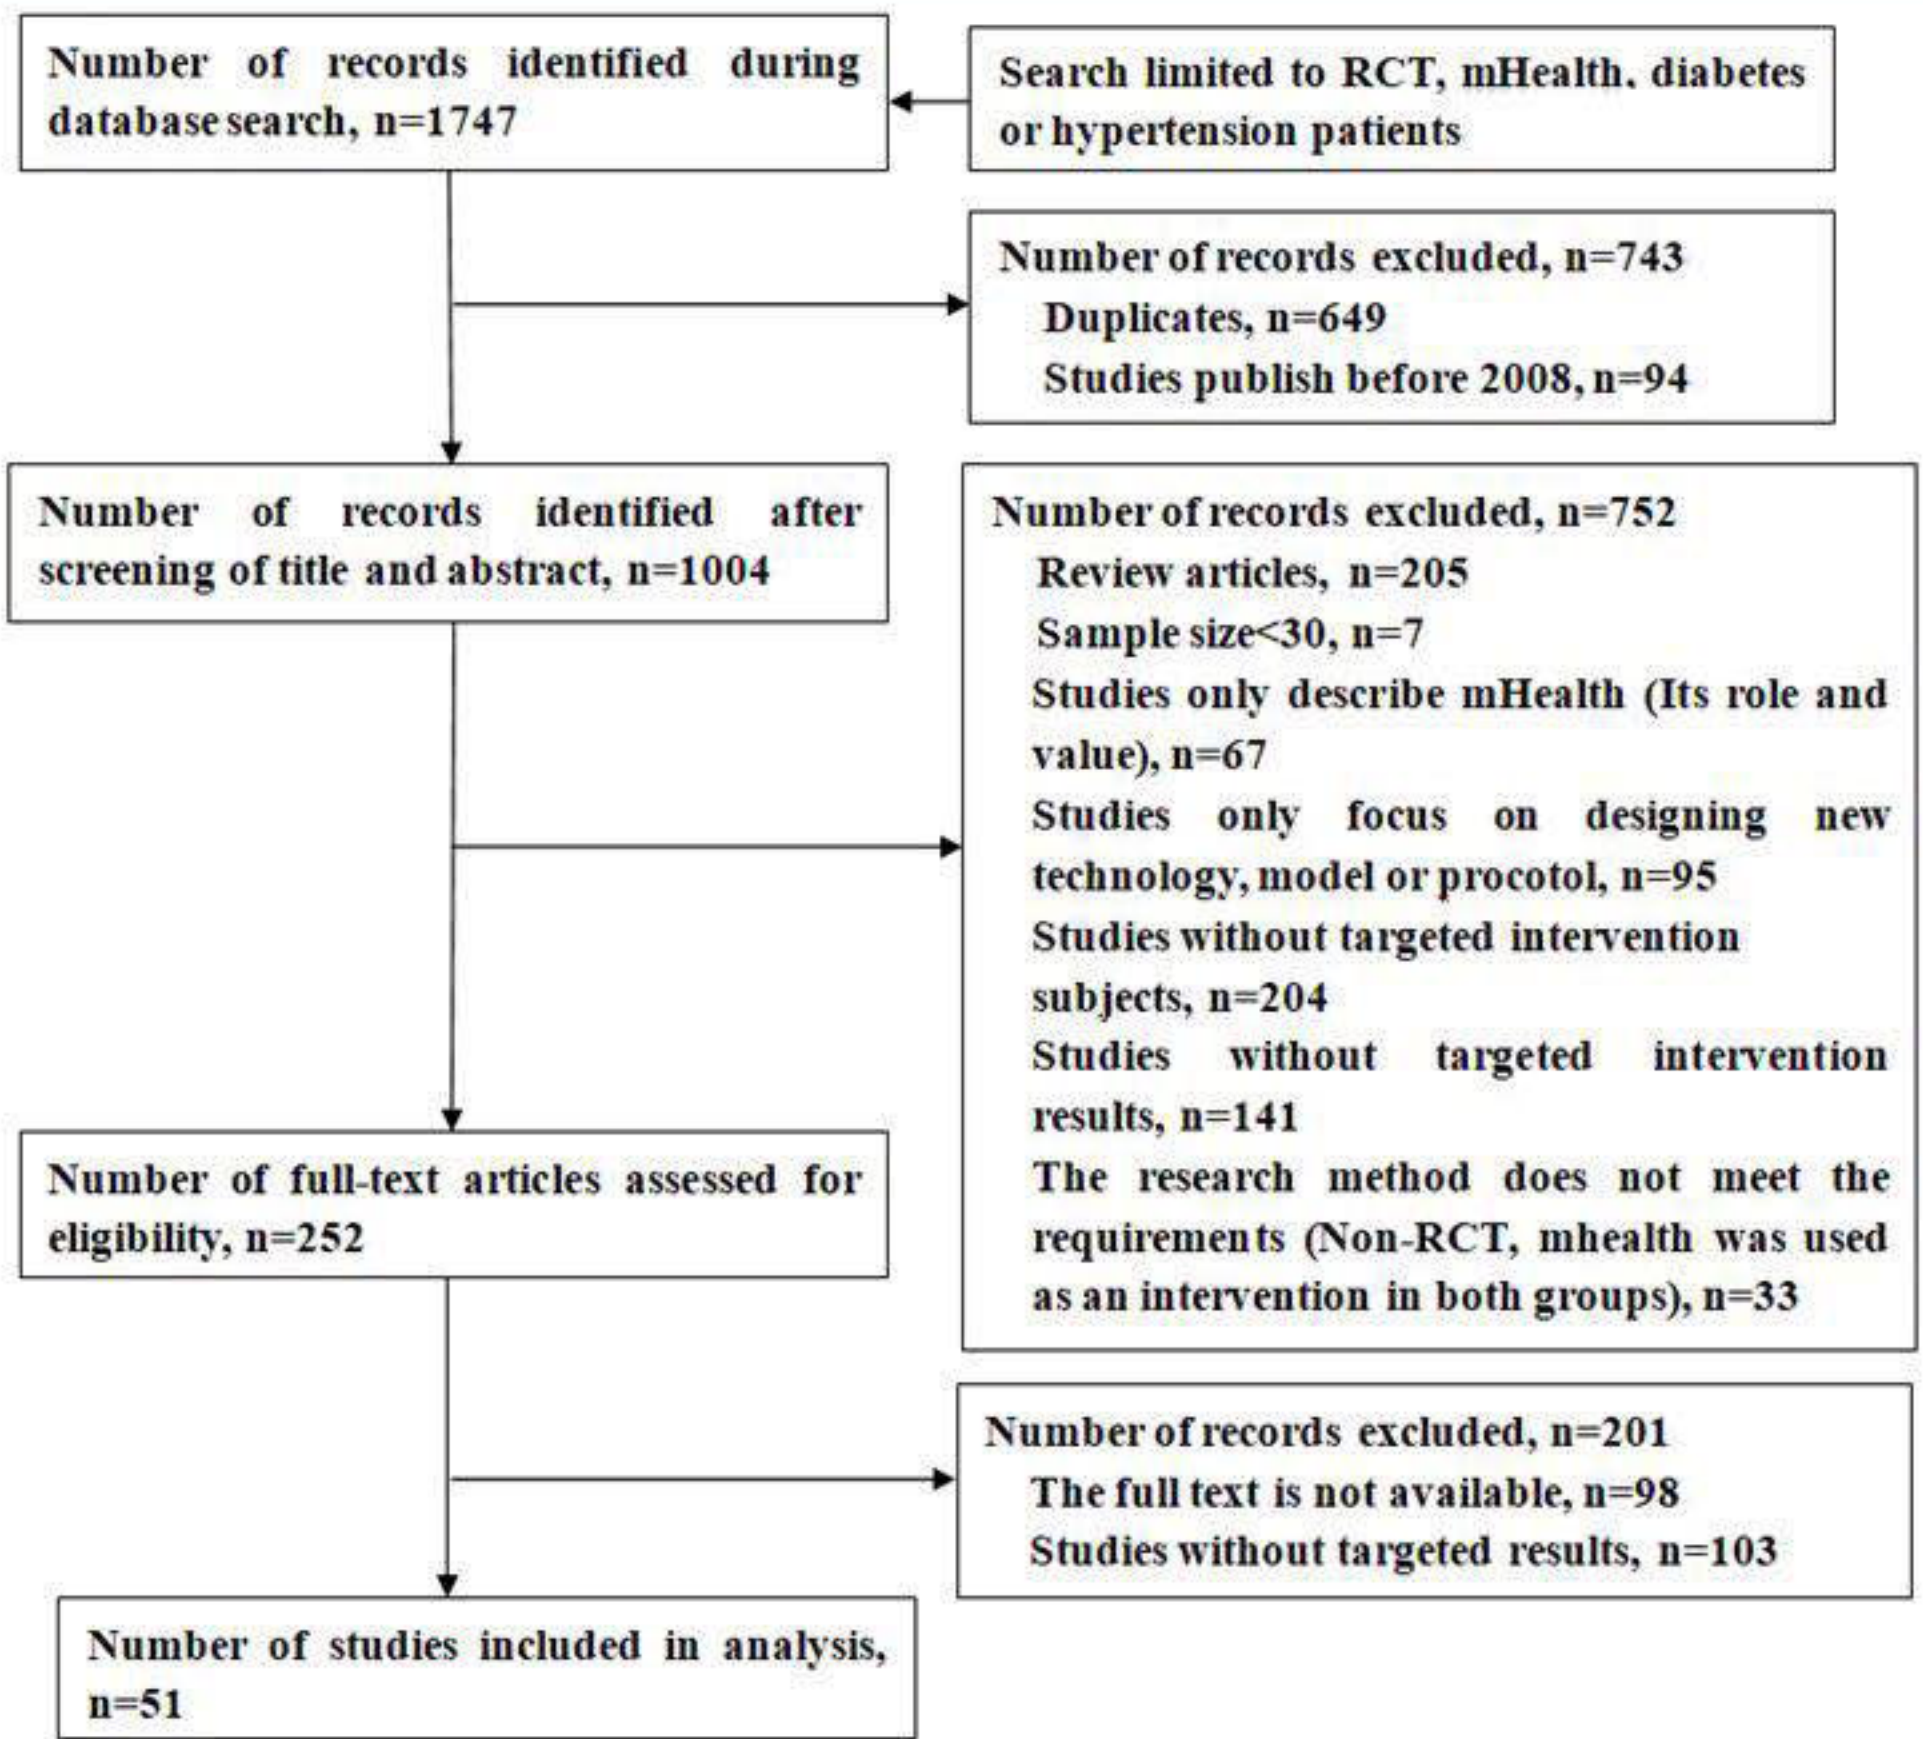 Number of records identified during
database search, n=1747
Search limited to RCT, mHealth. diabetes
or hypertension patients
Number of records excluded, n=743
Duplicates, n=649
Studies publish before 2008, n=94
Number of records identified after
screening of title and abstract, n=1004
Number of records excluded, n=752
Review articles, n=205
Sample size<30, n=7
Studies only describe mHealth (Its role and
value), n=67
Studies only focus on designing new
technology, model or procotol, n=95
Studies without targeted intervention
subjects, n=204
Studies without targeted intervention
results, n=141
The research method does not meet the
requirements (Non-RCT, mhealth was used
as an intervention in both groups), n=33
Number of full-text articles assessed for
eligibility, n=252
Number of records excluded, n=201
The full text is not available, n=98
Studies without targeted results, n=103
Number of studies included in analysis,
n=51